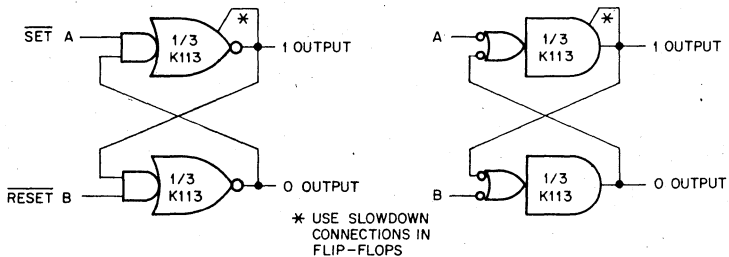 SET A
1/3
K113
*
1 OUTPUT
RESET B
1/3
K113
0 OUTPUT
A
1/3
K113
*
1 OUTPUT
B
1/3
K113
0 OUTPUT
* USE SLOWDOWN
CONNECTIONS IN
FLIP-FLOPS